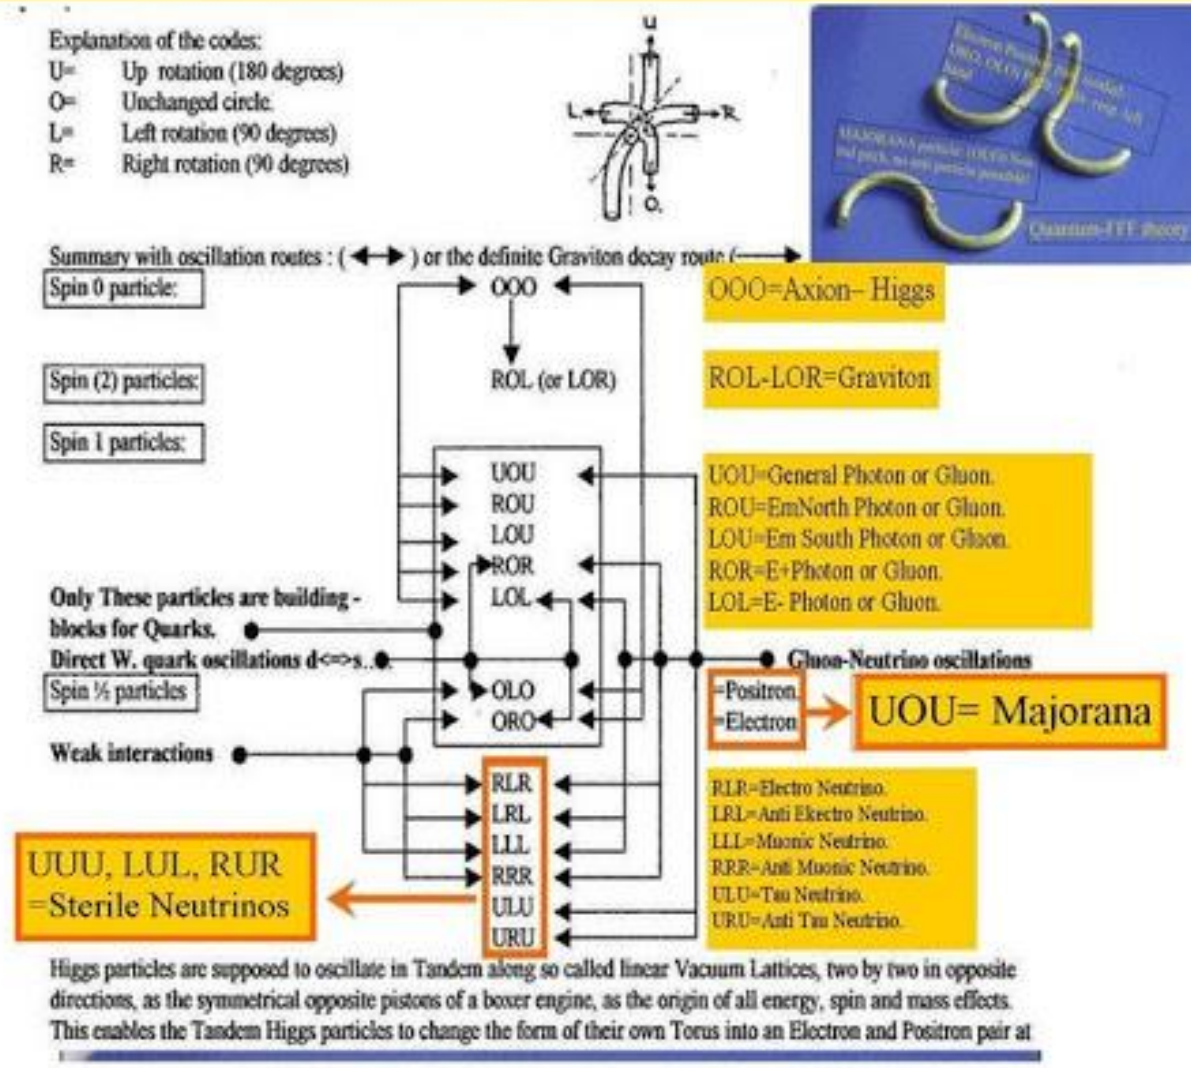 Explanation of the codes:
U= Up rotation (180 degrees)
O= Unchanged circle.
L= Left rotation (90 degrees)
R= Right rotation (90 degrees)
U
L
R
O.
MAJORANA particle
Quantum-FFF theory
Summary with oscillation routes : ( ) or the definite Graviton decay route (
Spin 0 particle:
OOO
OOO=Axion– Higgs
Spin (2) particles:
ROL (or LOR)
ROL-LOR=Graviton
Spin 1 particles:
UOU
UOU=General Photon or Gluon.
ROU
ROU=EmNorth Photon or Gluon.
LOU
LOU=Em South Photon or Gluon.
ROR
ROR=E+Photon or Gluon.
LOL
LOL=E- Photon or Gluon.
Only These particles are building -
blocks for Quarks.
Direct W. quark oscillations d<=>s...
Gluon-Neutrino oscillations
Spin ½ particles
OLO
=Positron
ORO
=Electron
UOU= Majorana
Weak interactions
RLR
RLR=Electro Neutrino.
LRL
LRL=Anti Ekectro Neutrino.
LLL
LLL=Muonic Neutrino.
RRR
RRR=Anti Muonic Neutrino.
ULU
ULU=Tau Neutrino.
URU
URU=Anti Tau Neutrino.
UUU, LUL, RUR
=Sterile Neutrinos
Higgs particles are supposed to oscillate in Tandem along so called linear Vacuum Lattices, two by two in opposite
directions, as the symmetrical opposite pistons of a boxer engine, as the origin of all energy, spin and mass effects.
This enables the Tandem Higgs particles to change the form of their own Torus into an Electron and Positron pair at